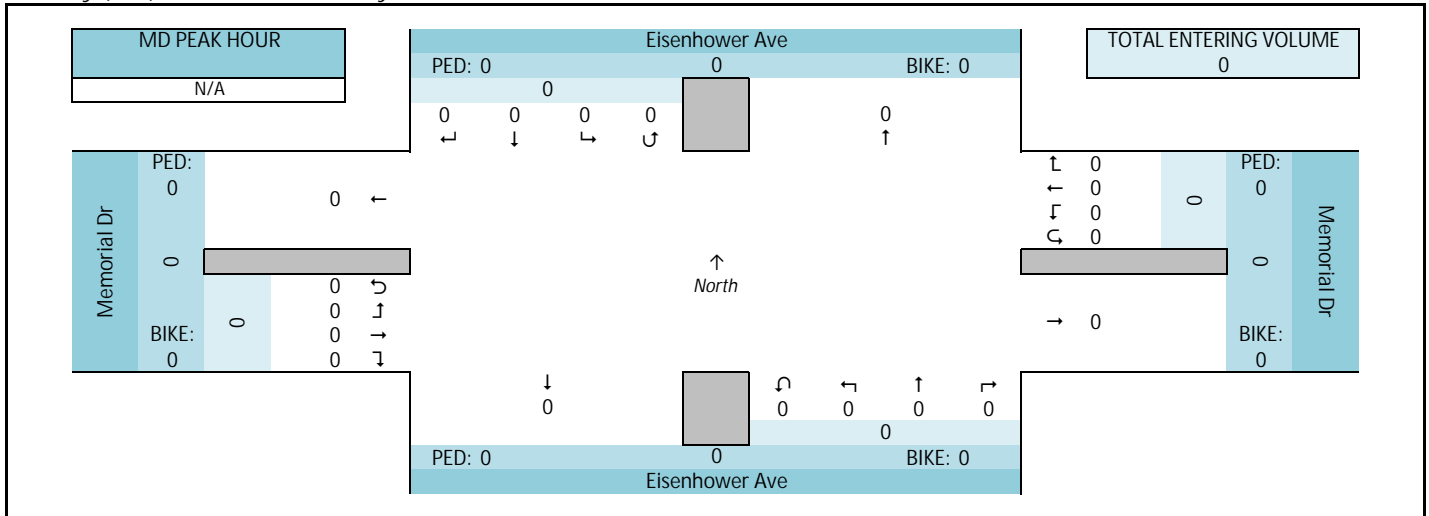 MD PEAK HOUR
N/A
Eisenhower Ave
PED: 0 0 BIKE: 0
0
TOTAL ENTERING VOLUME
0
0 0 0 0 0
↵ ↓ ↳ ↺ ↑
Memorial Dr
PED:
0
0
BIKE:
0
0
0 ←
0 ⮌
0 ↰
0 →
0 ↴
↑
North
↱ 0
← 0
↲ 0
⮎ 0
0
→ 0
PED:
0
0
BIKE:
0
Memorial Dr
↓ ↶ ↰ ↑ ↱
0 0 0 0 0
0
PED: 0 0 BIKE: 0
Eisenhower Ave